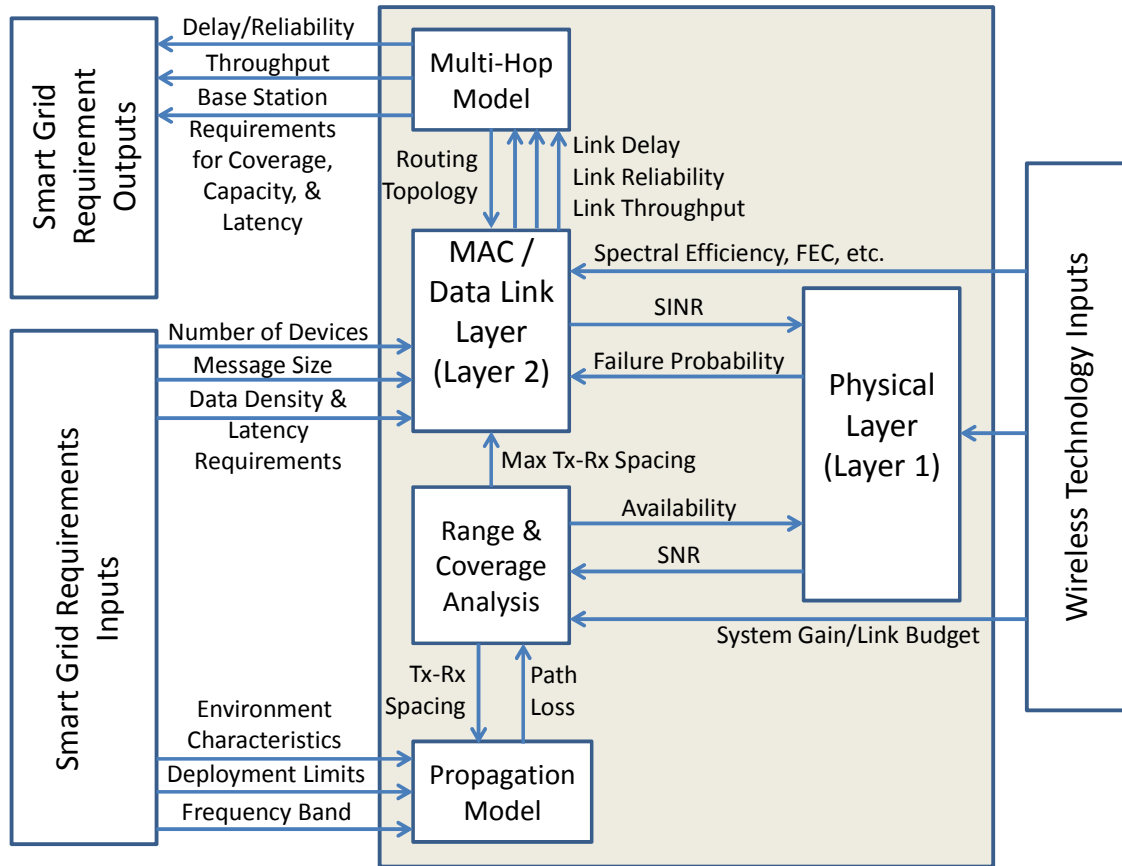 Smart Grid
Requirement
Outputs
Delay/Reliability
Throughput
Base Station
Requirements
for Coverage,
Capacity, &
Latency
Multi-Hop
Model
Routing
Topology
Link Delay
Link Reliability
Link Throughput
MAC /
Data Link
Layer
(Layer 2)
Spectral Efficiency, FEC, etc.
SINR
Failure Probability
Physical
Layer
(Layer 1)
Wireless Technology Inputs
Smart Grid Requirements
Inputs
Number of Devices
Message Size
Data Density &
Latency
Requirements
Max Tx-Rx Spacing
Range &
Coverage
Analysis
Availability
SNR
System Gain/Link Budget
Tx-Rx
Spacing
Path
Loss
Environment
Characteristics
Deployment Limits
Frequency Band
Propagation
Model